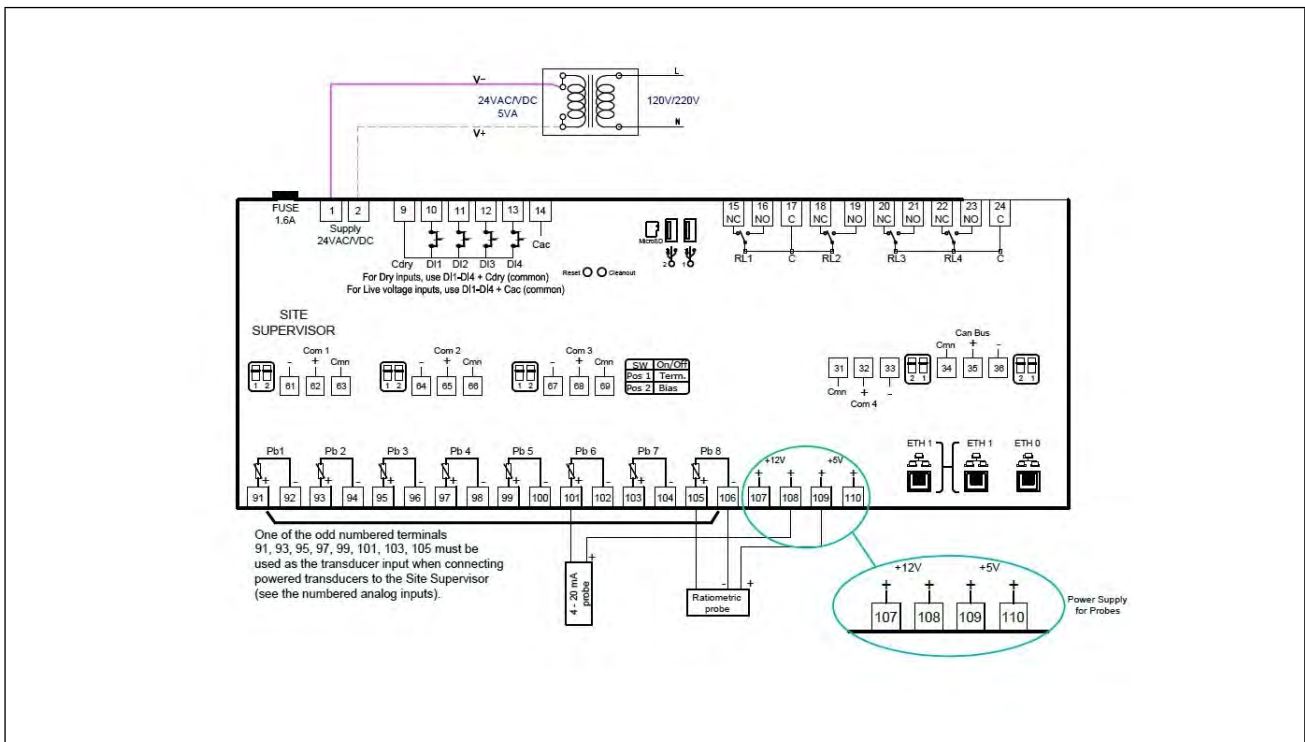 L
V-
24VAC/VDC
5VA
120V/220V
V+
N
FUSE
1.6A
1 2
Supply
24VAC/VDC
9 10 11 12 13 14
Cac
Cdry DI1 DI2 DI3 DI4
For Dry inputs, use DI1-DI4 + Cdry (common)
For Live voltage inputs, use DI1-DI4 + Cac (common)
MicroSD
2 1
Reset Cleanout
15 16 17 18 19 20 21 22 23 24
NC NO C NC NO NC NO NC NO C
RL1 C RL2 RL3 RL4 C
SITE
SUPERVISOR
Com 1
- + Cmn
1 2 61 62 63
Com 2
- + Cmn
1 2 64 65 66
Com 3
- + Cmn
1 2 67 68 69
SW On/Off
Pos 1 Term.
Pos 2 Bias
31 32 33
Cmn + -
Com 4
2 1
Can Bus
Cmn + -
34 35 36
2 1
Pb1 Pb 2 Pb 3 Pb 4 Pb 5 Pb 6 Pb 7 Pb 8
+ - + - + - + - + - + - + - + -
91 92 93 94 95 96 97 98 99 100 101 102 103 104 105 106
+12V +5V
+ + + +
107 108 109 110
ETH 1 ETH 1 ETH 0
One of the odd numbered terminals
91, 93, 95, 97, 99, 101, 103, 105 must be
used as the transducer input when connecting
powered transducers to the Site Supervisor
(see the numbered analog inputs).
+
4 - 20 mA
probe
- +
Ratiometric
probe
+12V +5V
+ + + +
107 108 109 110
Power Supply
for Probes